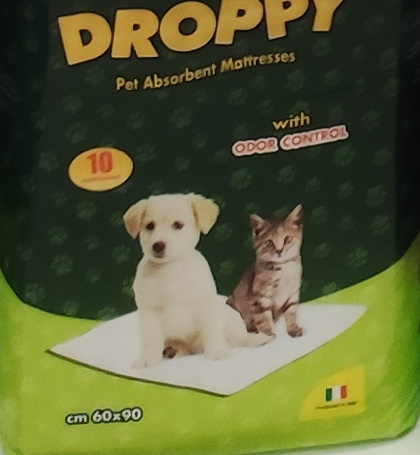 DROPPY
Pet Absorbent Mattresses
with
ODOR CONTROL
10
cm 60x90